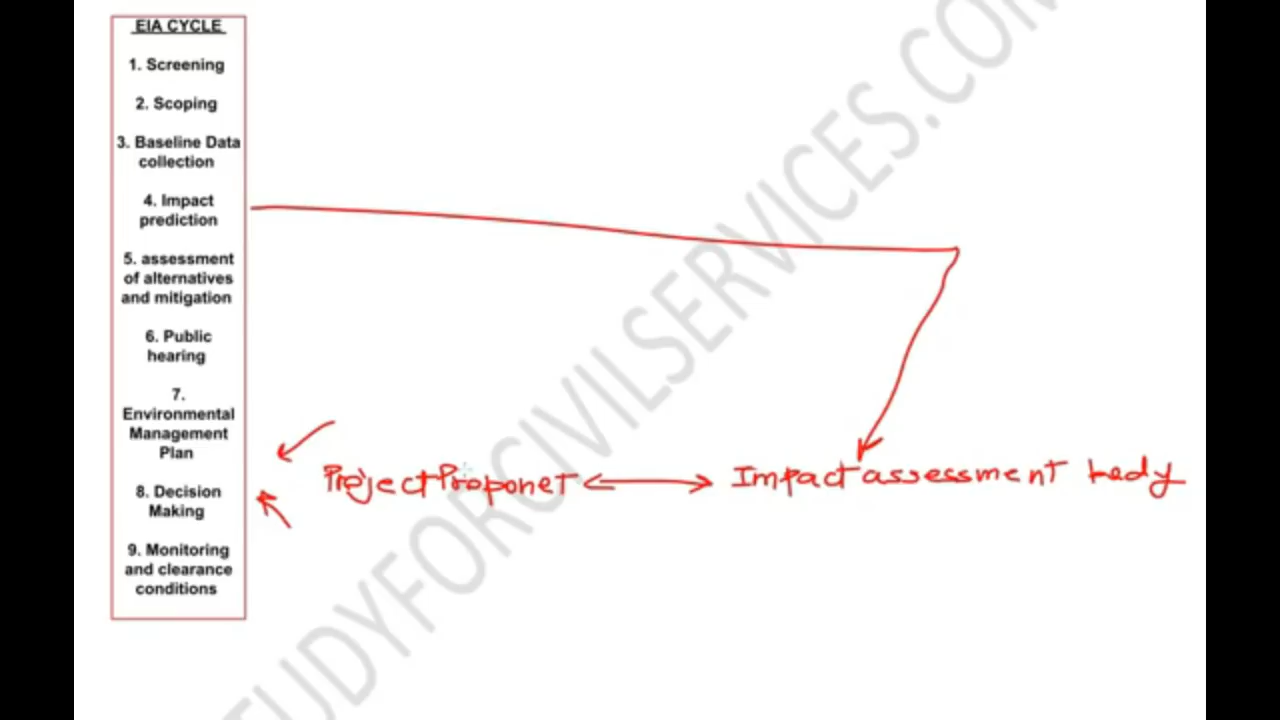 EIA CYCLE
1. Screening
2. Scoping
3. Baseline Data
collection
4. Impact
prediction
5. assessment
of alternatives
and mitigation
6. Public
hearing
7.
Environmental
Management
Plan
8. Decision
Making
9. Monitoring
and clearance
conditions
Project Proponet Impact assessment body
STUDYFORCIVILSERVICES.COM